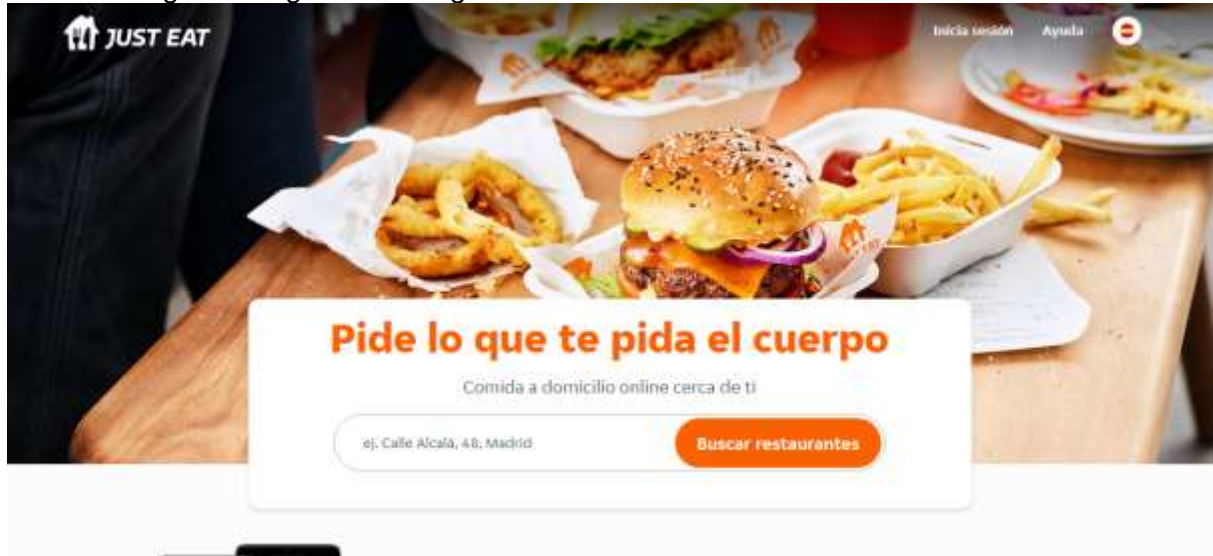 JUST EAT
Inicia sesión Ayuda
Pide lo que te pida el cuerpo
Comida a domicilio online cerca de ti
ej. Calle Alcalá, 48, Madrid
Buscar restaurantes